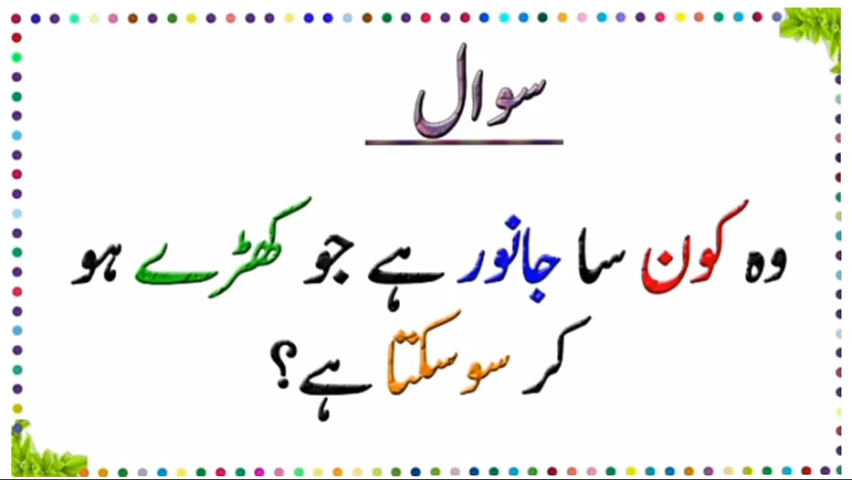 سوال
وہ کون سا جانور ہے جو کھڑے ہو
کر سو سکتا ہے؟